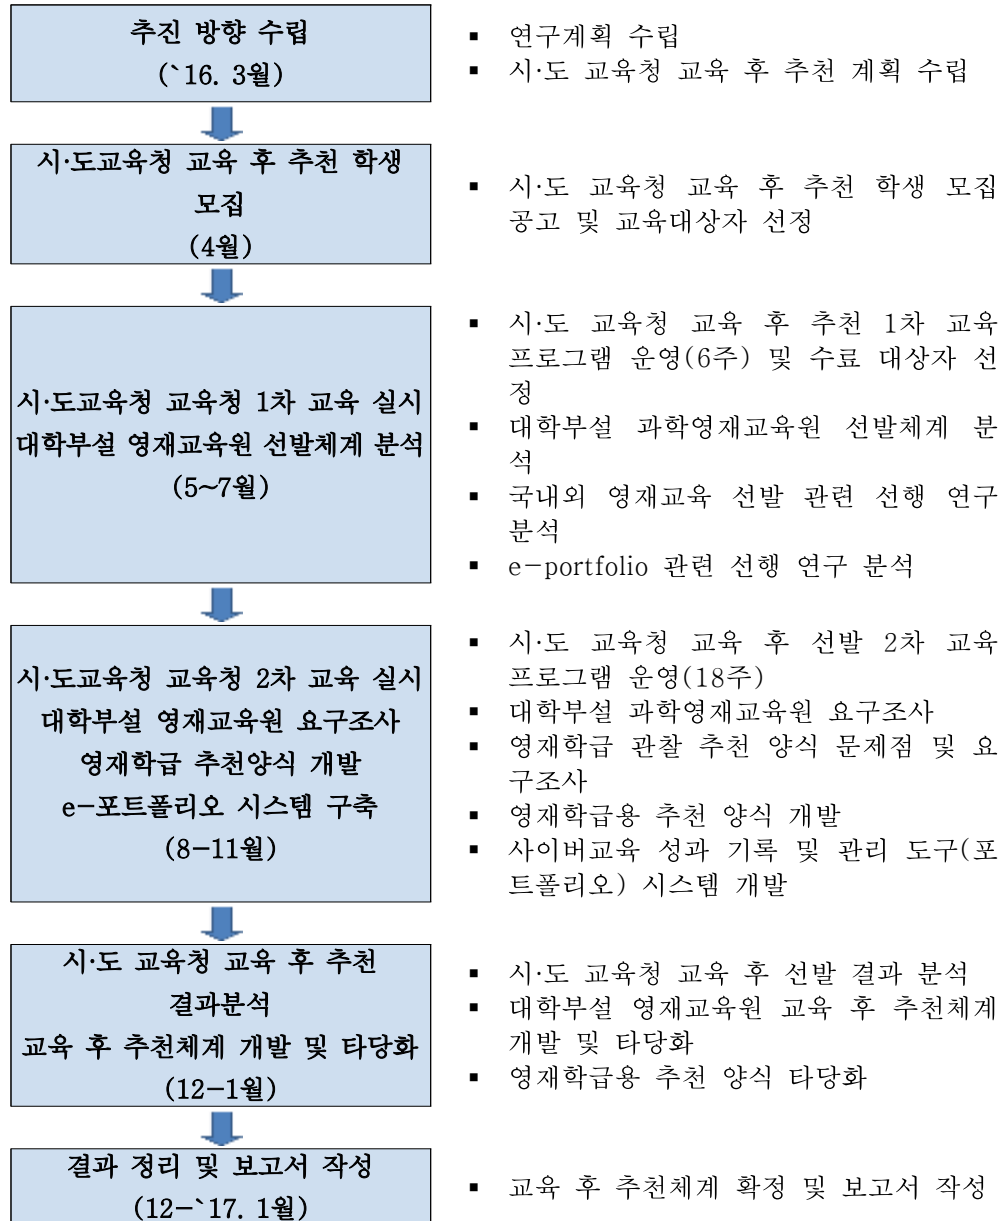 추진 방향 수립
(`16. 3월)
▪ 연구계획 수립
▪ 시·도 교육청 교육 후 추천 계획 수립
시·도교육청 교육 후 추천 학생
모집
(4월)
▪ 시·도 교육청 교육 후 추천 학생 모집
공고 및 교육대상자 선정
시·도교육청 교육청 1차 교육 실시
대학부설 영재교육원 선발체계 분석
(5~7월)
▪ 시·도 교육청 교육 후 추천 1차 교육
프로그램 운영(6주) 및 수료 대상자 선
정
▪ 대학부설 과학영재교육원 선발체계 분
석
▪ 국내외 영재교육 선발 관련 선행 연구
분석
▪ e-portfolio 관련 선행 연구 분석
시·도교육청 교육청 2차 교육 실시
대학부설 영재교육원 요구조사
영재학급 추천양식 개발
e-포트폴리오 시스템 구축
(8-11월)
▪ 시·도 교육청 교육 후 선발 2차 교육
프로그램 운영(18주)
▪ 대학부설 과학영재교육원 요구조사
▪ 영재학급 관찰 추천 양식 문제점 및 요
구조사
▪ 영재학급용 추천 양식 개발
▪ 사이버교육 성과 기록 및 관리 도구(포
트폴리오) 시스템 개발
시·도 교육청 교육 후 추천
결과분석
교육 후 추천체계 개발 및 타당화
(12-1월)
▪ 시·도 교육청 교육 후 선발 결과 분석
▪ 대학부설 영재교육원 교육 후 추천체계
개발 및 타당화
▪ 영재학급용 추천 양식 타당화
결과 정리 및 보고서 작성
(12-`17. 1월)
▪ 교육 후 추천체계 확정 및 보고서 작성